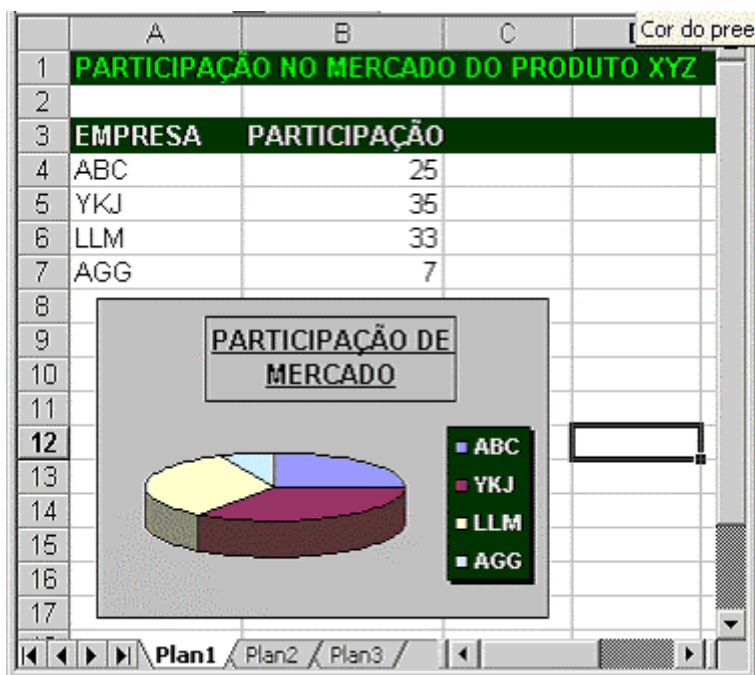 Cor do pree
A B C
1 PARTICIPAÇÃO NO MERCADO DO PRODUTO XYZ
2
3 EMPRESA PARTICIPAÇÃO
4 ABC 25
5 YKJ 35
6 LLM 33
7 AGG 7
8
9 PARTICIPAÇÃO DE
10 MERCADO
11
12 ABC
13 YKJ
14 LLM
15 AGG
16
17
Plan1 Plan2 Plan3